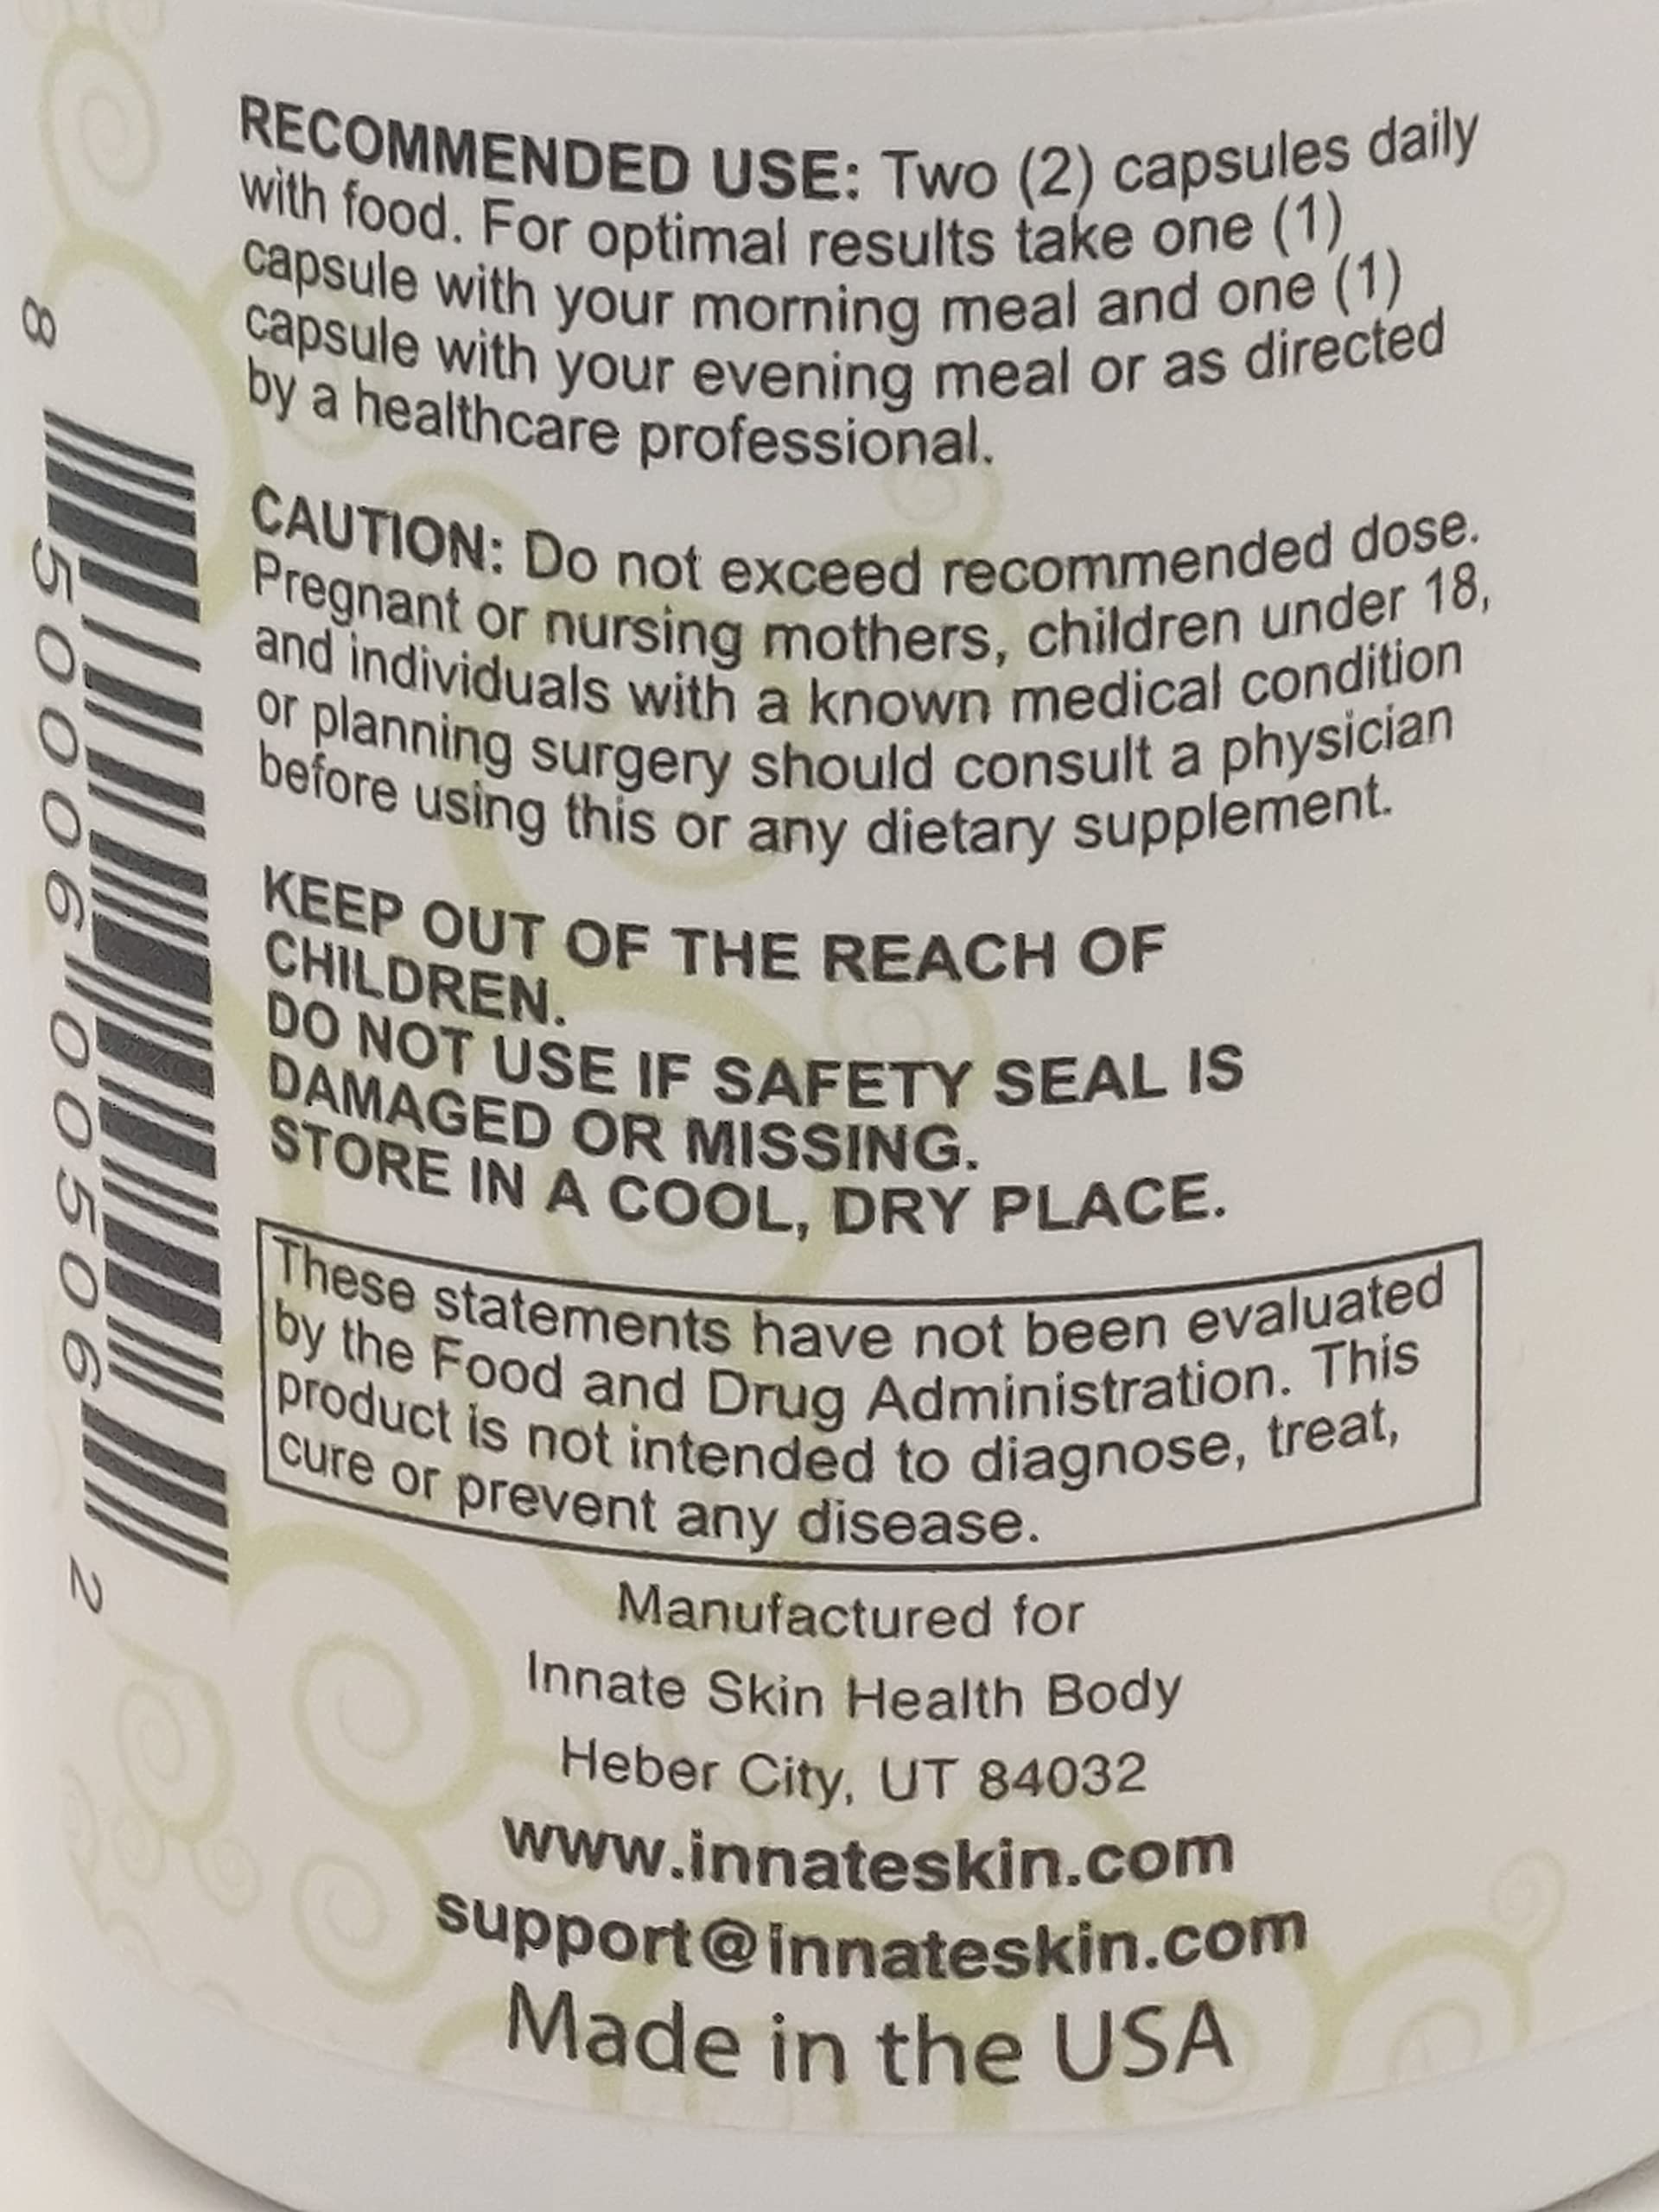 RECOMMENDED USE: Two (2) capsules daily
with food. For optimal results take one (1)
capsule with your morning meal and one (1)
capsule with your evening meal or as directed
by a healthcare professional.
CAUTION: Do not exceed recommended dose.
Pregnant or nursing mothers, children under 18,
and individuals with a known medical condition
or planning surgery should consult a physician
before using this or any dietary supplement.
KEEP OUT OF THE REACH OF
CHILDREN.
DO NOT USE IF SAFETY SEAL IS
DAMAGED OR MISSING.
STORE IN A COOL, DRY PLACE.
These statements have not been evaluated
by the Food and Drug Administration. This
product is not intended to diagnose, treat,
cure or prevent any disease.
Manufactured for
Innate Skin Health Body
Heber City, UT 84032
www.innateskin.com
support@innateskin.com
Made in the USA
8 50006 00506 2